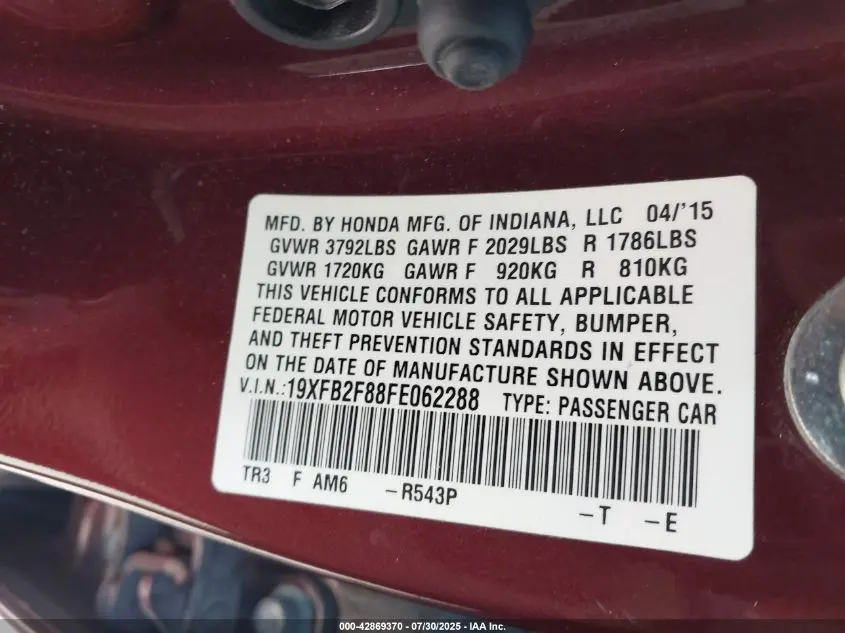 MFD. BY HONDA MFG. OF INDIANA, LLC 04/'15
GVWR 3792LBS GAWR F 2029LBS R 1786LBS
GVWR 1720KG GAWR F 920KG R 810KG
THIS VEHICLE CONFORMS TO ALL APPLICABLE
FEDERAL MOTOR VEHICLE SAFETY, BUMPER,
AND THEFT PREVENTION STANDARDS IN EFFECT
ON THE DATE OF MANUFACTURE SHOWN ABOVE.
V.I.N.:19XFB2F88FE062288 TYPE: PASSENGER CAR
TR3 F AM6 -R543P -T -E
000-42869370 - 07/30/2025 - IAA Inc.